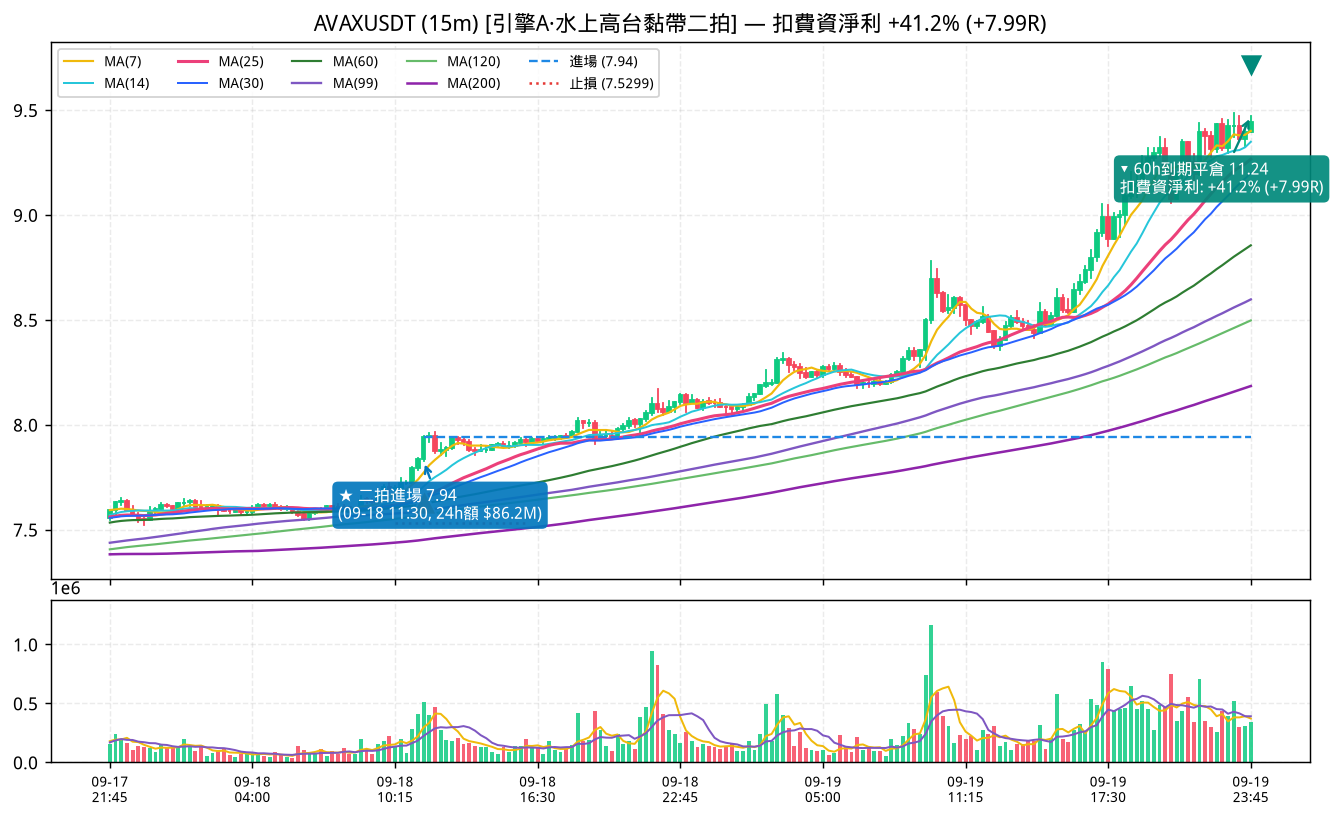 AVAXUSDT (15m) [引擎A·水上高台黏帶二拍] — 扣費資淨利 +41.2% (+7.99R)
MA(7) MA(25) MA(60) MA(120) 進場 (7.94)
MA(14) MA(30) MA(99) MA(200) 止損 (7.5299)
9.5
▾ 60h到期平倉 11.24
扣費資淨利: +41.2% (+7.99R)
9.0
8.5
8.0
★ 二拍進場 7.94
(09-18 11:30, 24h額 $86.2M)
7.5
1e6
1.0
0.5
0.0
09-17 09-18 09-18 09-18 09-18 09-19 09-19 09-19 09-19
21:45 04:00 10:15 16:30 22:45 05:00 11:15 17:30 23:45